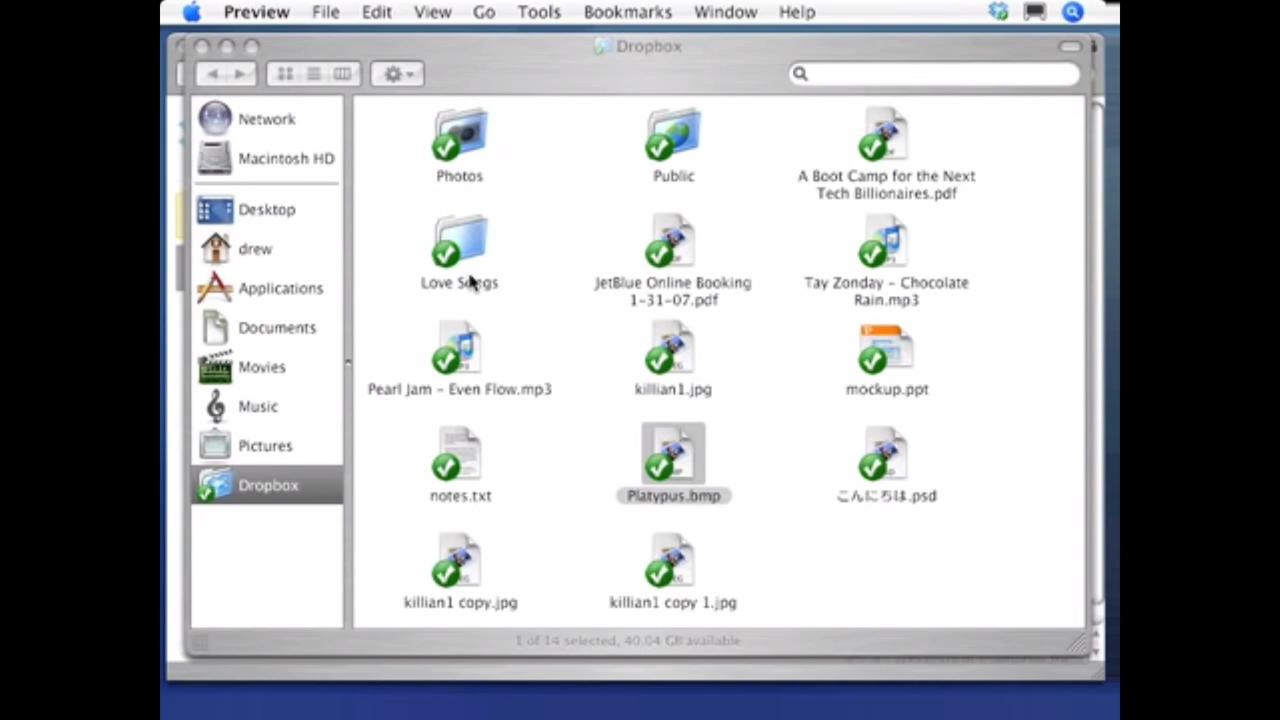 Preview File Edit View Go Tools Bookmarks Window Help
Dropbox
Network
Macintosh HD
Desktop
drew
Applications
Documents
Movies
Music
Pictures
Dropbox
Photos
Public
A Boot Camp for the Next
Tech Billionaires.pdf
Love Songs
JetBlue Online Booking
1-31-07.pdf
Tay Zonday - Chocolate
Rain.mp3
Pearl Jam - Even Flow.mp3
killian1.jpg
mockup.ppt
notes.txt
Platypus.bmp
こんにちは.psd
killian1 copy.jpg
killian1 copy 1.jpg
1 of 14 selected, 40.04 GB available